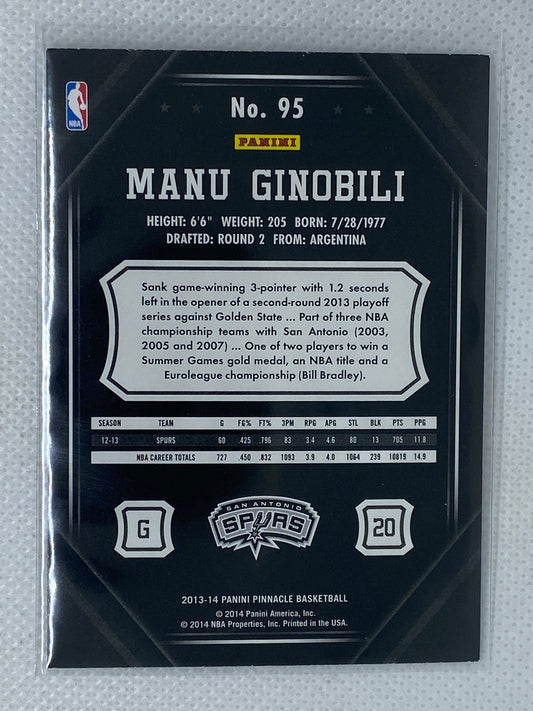 NBA
No. 95
PANINI
MANU GINOBILI
HEIGHT: 6'6" WEIGHT: 205 BORN: 7/28/1977
DRAFTED: ROUND 2 FROM: ARGENTINA
Sank game-winning 3-pointer with 1.2 seconds
left in the opener of a second-round 2013 playoff
series against Golden State ... Part of three NBA
championship teams with San Antonio (2003,
2005 and 2007) ... One of two players to win a
Summer Games gold medal, an NBA title and a
Euroleague championship (Bill Bradley).
SEASON TEAM G FG% FT% 3PM RPG APG STL BLK PTS PPG
12-13 SPURS 60 .425 .796 83 3.4 4.6 80 13 705 11.8
NBA CAREER TOTALS 727 .450 .832 1093 3.9 4.0 1064 239 10819 14.9
G
SAN ANTONIO
SPURS
20
2013-14 PANINI PINNACLE BASKETBALL
© 2014 Panini America, Inc.
© 2014 NBA Properties, Inc. Printed in the USA.